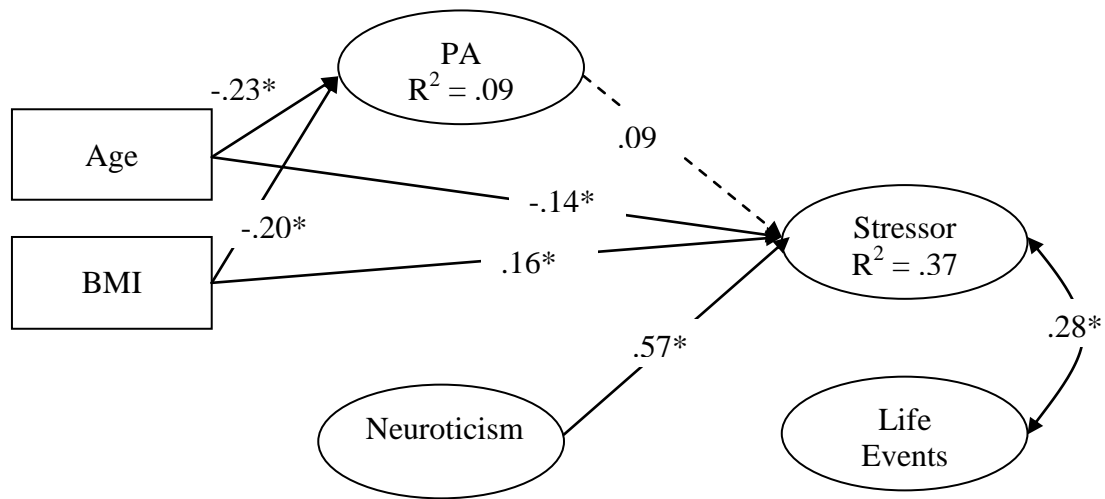 PA
R² = .09
-.23*
Age
.09
-.14*
-.20*
Stressor
R² = .37
.16*
BMI
.28*
.57*
Neuroticism
Life
Events